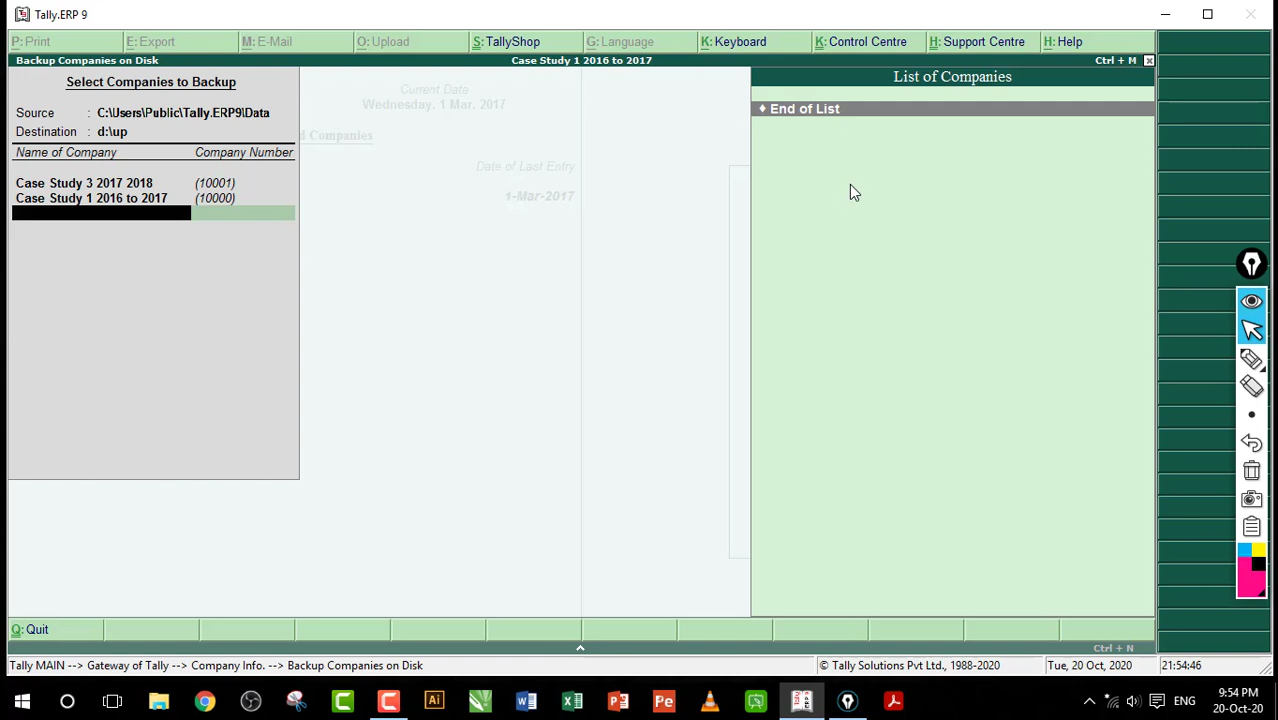 Tally.ERP 9
P: Print
E: Export
M: E-Mail
O: Upload
S: TallyShop
G: Language
K: Keyboard
K: Control Centre
H: Support Centre
H: Help
Backup Companies on Disk
Case Study 1 2016 to 2017
Ctrl + M
Select Companies to Backup
Source : C:\Users\Public\Tally.ERP9\Data
Destination : d:\up
Name of Company Company Number
Case Study 3 2017 2018 (10001)
Case Study 1 2016 to 2017 (10000)
Current Date
Wednesday, 1 Mar, 2017
d Companies
Date of Last Entry
1-Mar-2017
List of Companies
♦ End of List
Q: Quit
Ctrl + N
Tally MAIN --> Gateway of Tally --> Company Info. --> Backup Companies on Disk
© Tally Solutions Pvt Ltd., 1988-2020
Tue, 20 Oct, 2020
21:54:46
Ai
W
X
P
Pe
ENG
9:54 PM
20-Oct-20